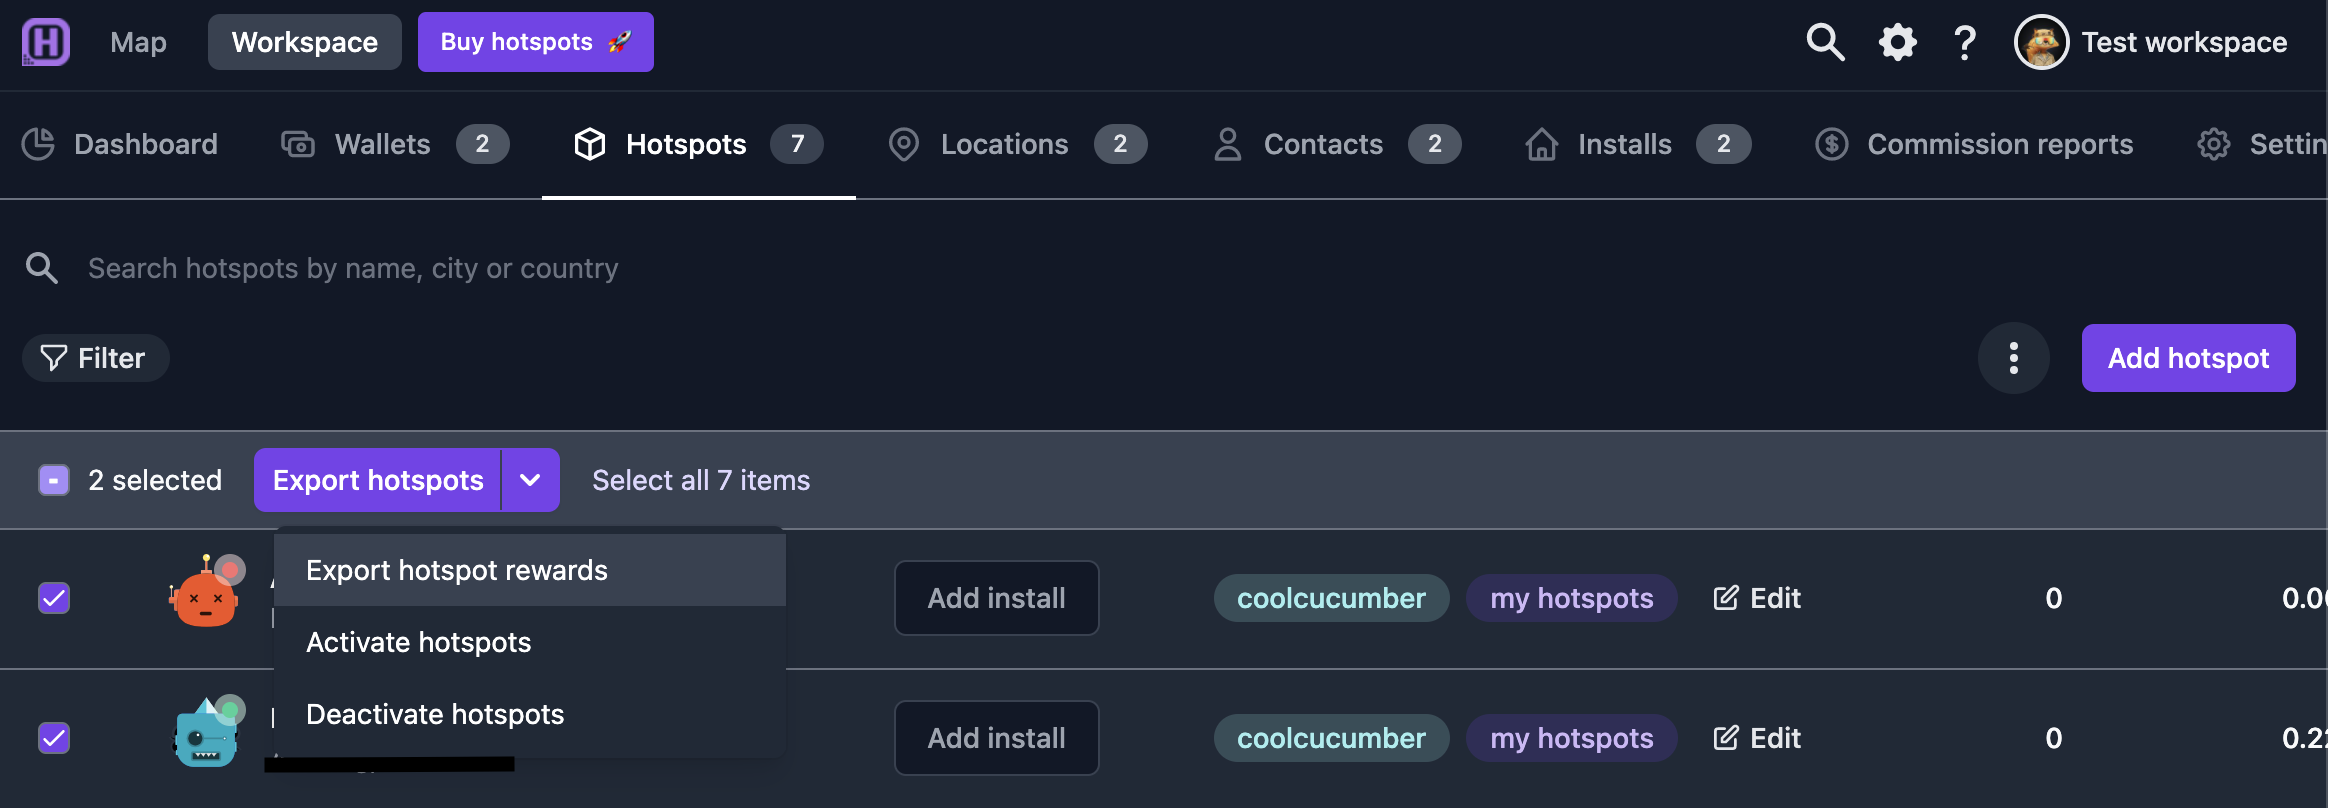 Map Workspace Buy hotspots 🚀 Test workspace
Dashboard Wallets 2 Hotspots 7 Locations 2 Contacts 2 Installs 2 Commission reports Settin
Search hotspots by name, city or country
Filter Add hotspot
2 selected Export hotspots Select all 7 items
Export hotspot rewards
Add install coolcucumber my hotspots Edit 0 0.0
Activate hotspots
Deactivate hotspots
Add install coolcucumber my hotspots Edit 0 0.2